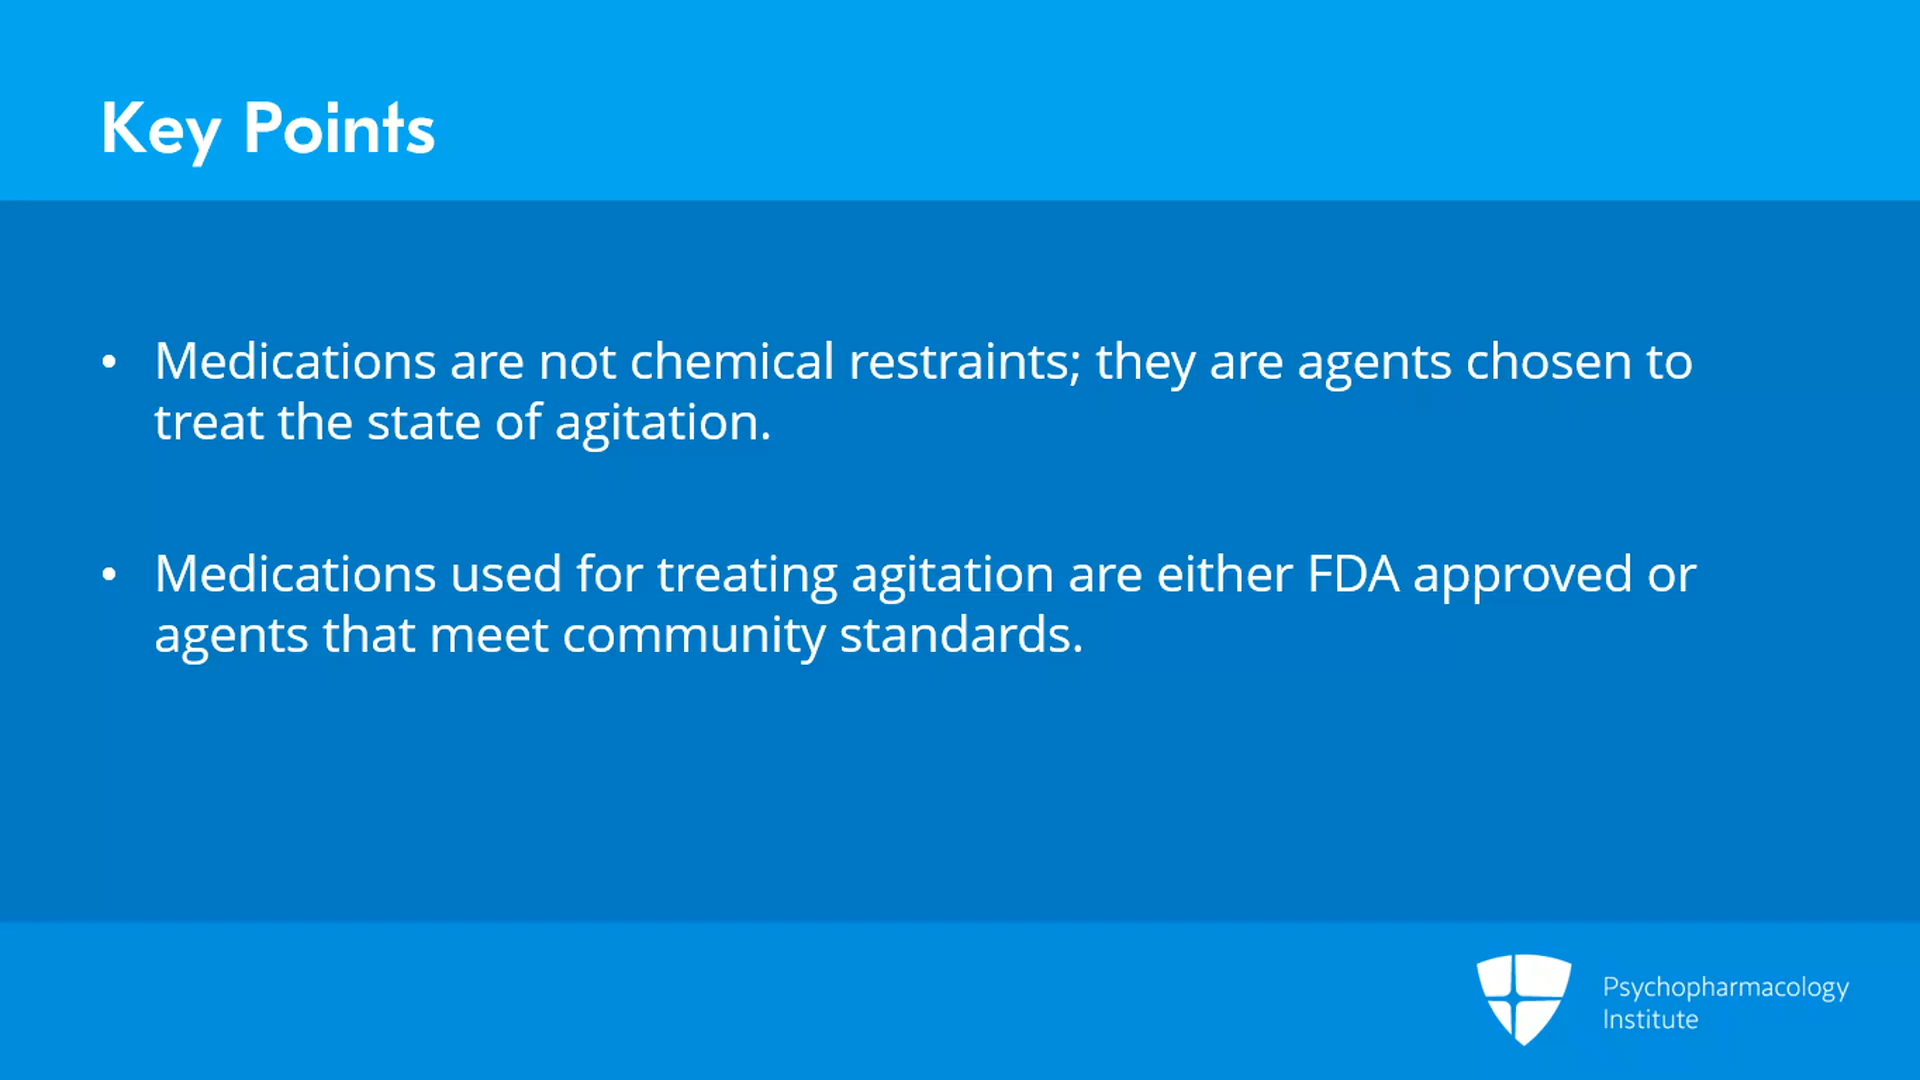 Key Points
• Medications are not chemical restraints; they are agents chosen to
treat the state of agitation.
• Medications used for treating agitation are either FDA approved or
agents that meet community standards.
Psychopharmacology
Institute